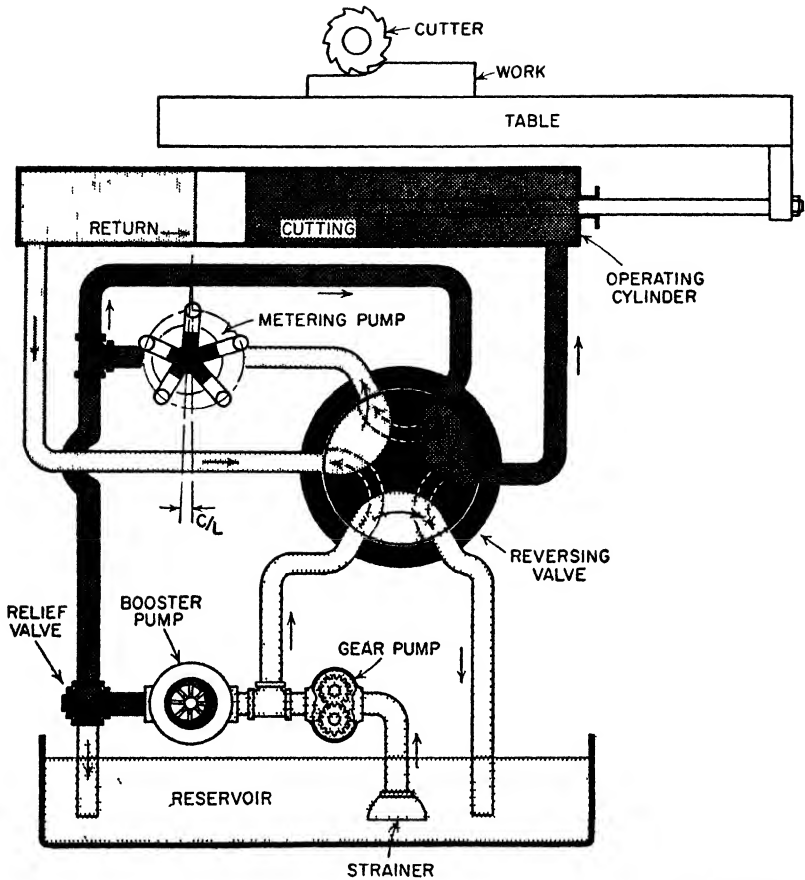 CUTTER
WORK
TABLE
RETURN
CUTTING
OPERATING
CYLINDER
METERING PUMP
C/L
REVERSING
VALVE
RELIEF
VALVE
BOOSTER
PUMP
GEAR PUMP
RESERVOIR
STRAINER